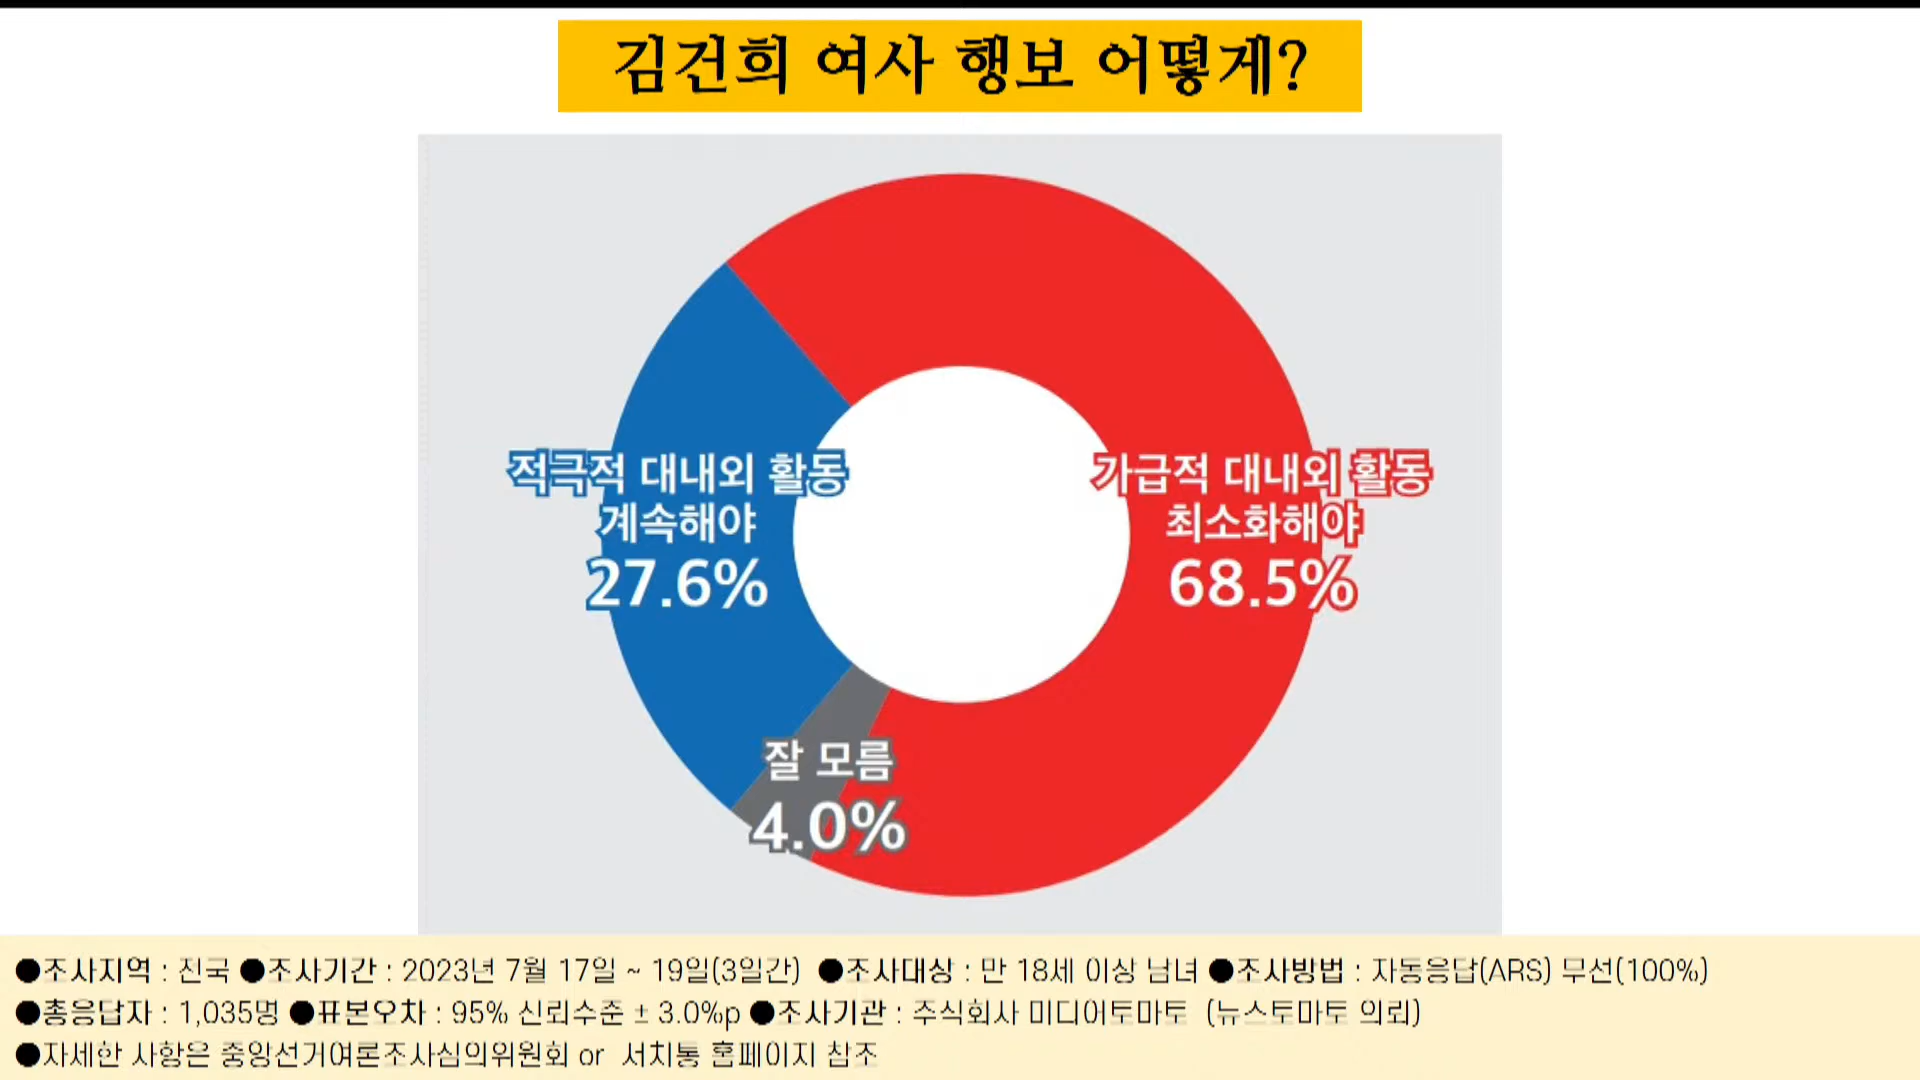 김건희 여사 행보 어떻게?
적극적 대내외 활동
계속해야
27.6%
가급적 대내외 활동
최소화해야
68.5%
잘 모름
4.0%
●조사지역 : 전국 ●조사기간 : 2023년 7월 17일 ~ 19일(3일간) ●조사대상 : 만 18세 이상 남녀 ●조사방법 : 자동응답(ARS) 무선(100%)
●총응답자 : 1,035명 ●표본오차 : 95% 신뢰수준 ± 3.0%p ●조사기관 : 주식회사 미디어토마토 (뉴스토마토 의뢰)
●자세한 사항은 중앙선거여론조사심의위원회 or 서치통 홈페이지 참조